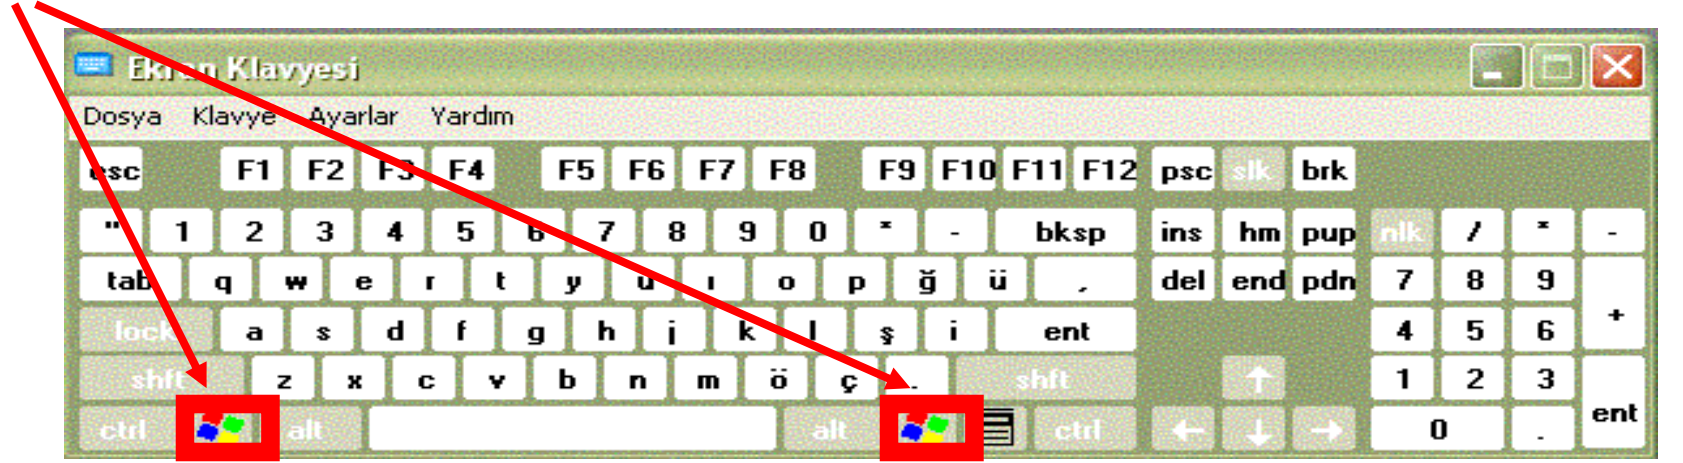 Ekran Klavyesi
Dosya Klavye Ayarlar Yardım
esc F1 F2 F3 F4 F5 F6 F7 F8 F9 F10 F11 F12 psc slk brk
" 1 2 3 4 5 6 7 8 9 0 * - bksp ins hm pup nlk / * -
tab q w e r t y u ı o p ğ ü , del end pdn 7 8 9 +
lock a s d f g h j k l ş i ent 4 5 6
shft z x c v b n m ö ç . shft 1 2 3 ent
ctrl alt alt ctrl 0 .